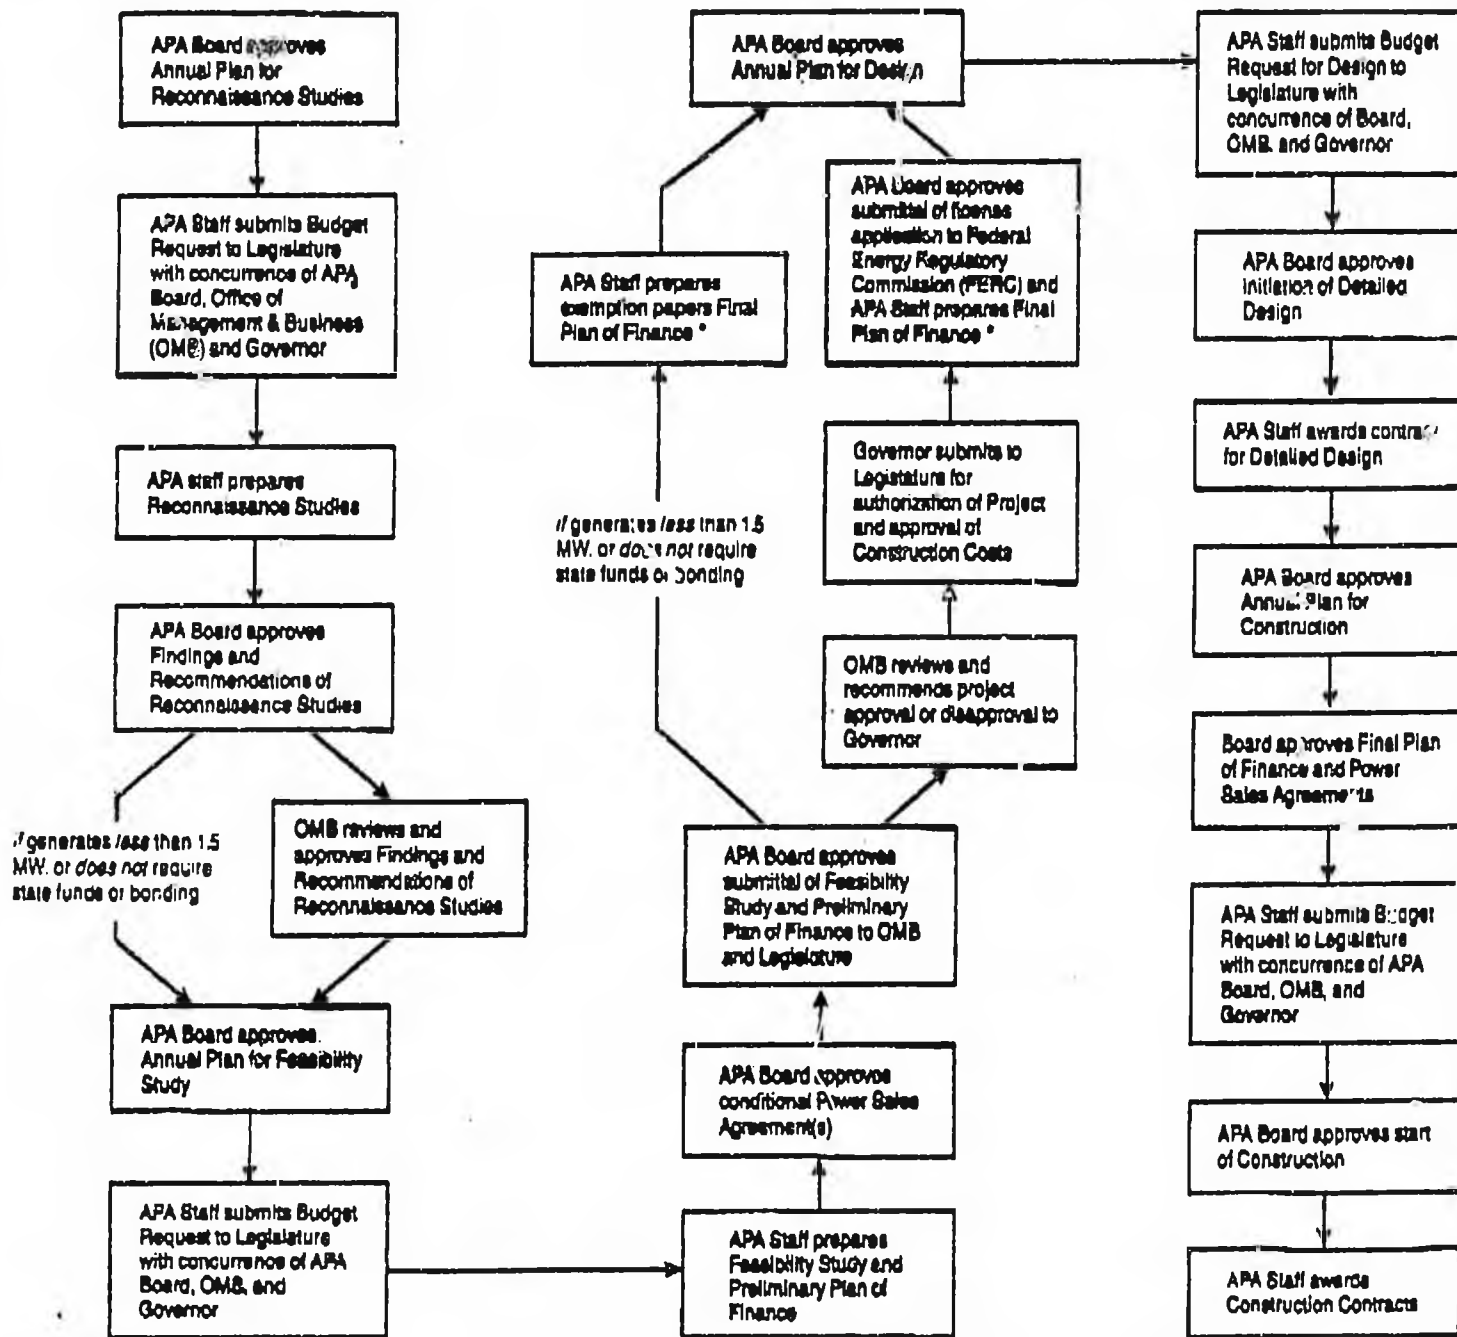 APA Board approves
Annual Plan for
Reconnaissance Studies
APA Staff submits Budget
Request to Legislature
with concurrence of APA
Board, Office of
Management & Business
(OMB) and Governor
APA staff prepares
Reconnaissance Studies
APA Board approves
Findings and
Recommendations of
Reconnaissance Studies
if generates less than 1.5
MW. or does not require
state funds or bonding
OMB reviews and
approves Findings and
Recommendations of
Reconnaissance Studies
APA Board approves
Annual Plan for Feasibility
Study
APA Staff submits Budget
Request to Legislature
with concurrence of APA
Board, OMB, and
Governor
APA Board approves
Annual Plan for Design
APA Staff prepares
exemption papers Final
Plan of Finance *
APA Board approves
submittal of license
application to Federal
Energy Regulatory
Commission (FERC) and
APA Staff prepares Final
Plan of Finance *
if generates less than 1.5
MW. or does not require
state funds or bonding
Governor submits to
Legislature for
authorization of Project
and approval of
Construction Costs
OMB reviews and
recommends project
approval or disapproval to
Governor
APA Board approves
submittal of Feasibility
Study and Preliminary
Plan of Finance to OMB
and Legislature
APA Board approves
conditional Power Sales
Agreement(s)
APA Staff prepares
Feasibility Study and
Preliminary Plan of
Finance
APA Staff submits Budget
Request for Design to
Legislature with
concurrence of Board,
OMB, and Governor
APA Board approves
Initiation of Detailed
Design
APA Staff awards contract
for Detailed Design
APA Board approves
Annual Plan for
Construction
Board approves Final Plan
of Finance and Power
Sales Agreements
APA Staff submits Budget
Request to Legislature
with concurrence of APA
Board, OMB, and
Governor
APA Board approves start
of Construction
APA Staff awards
Construction Contracts